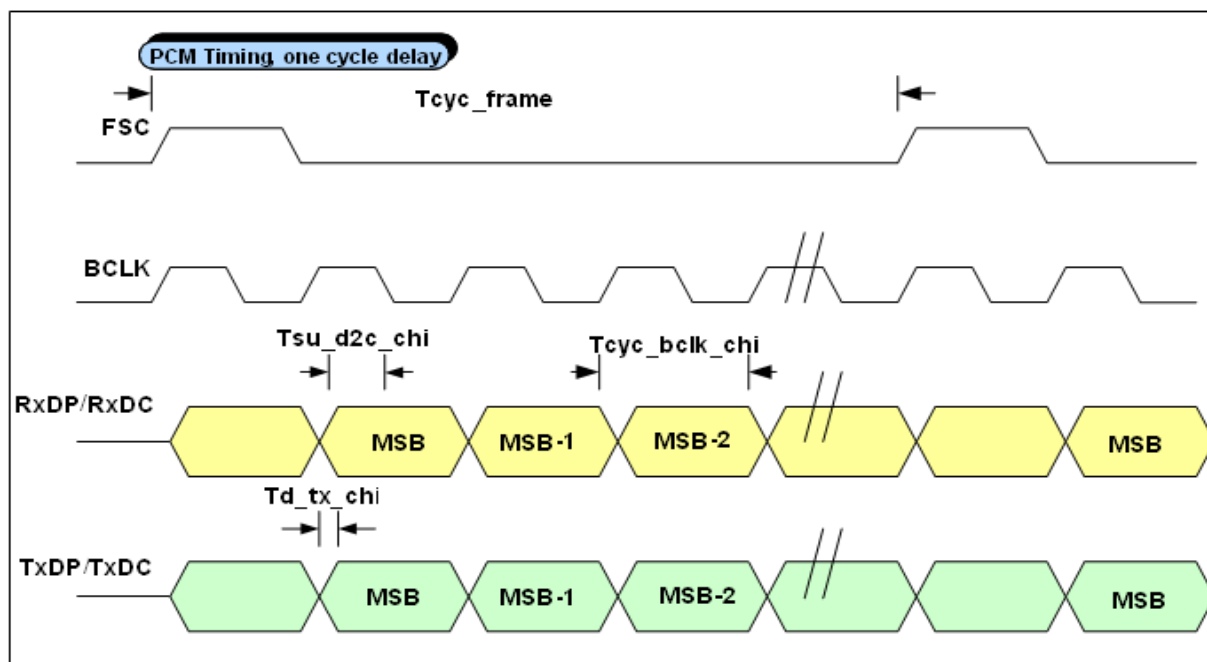 PCM Timing, one cycle delay
Tcyc_frame
FSC
BCLK
Tsu_d2c_chi
Tcyc_bclk_chi
RxDP/RxDC
MSB MSB-1 MSB-2 MSB
Td_tx_chi
TxDP/TxDC
MSB MSB-1 MSB-2 MSB